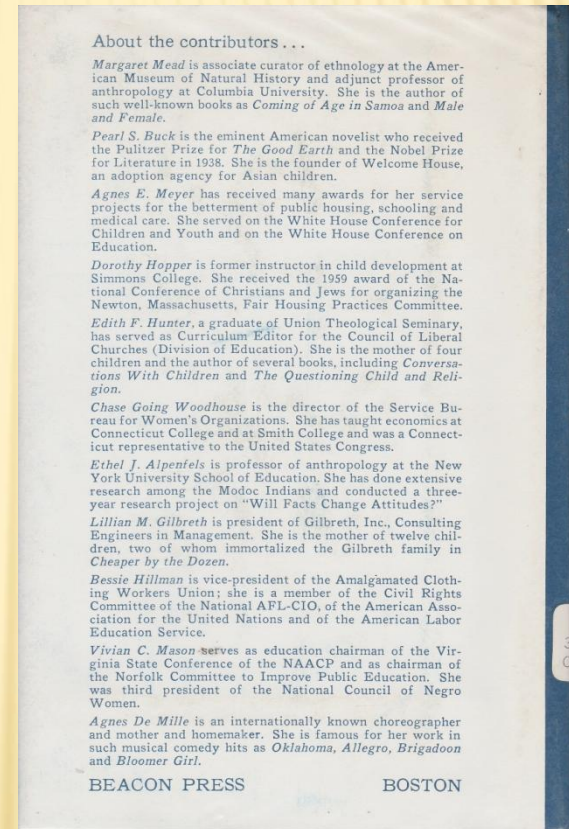 About the contributors . . .
Margaret Mead is associate curator of ethnology at the Amer-
ican Museum of Natural History and adjunct professor of
anthropology at Columbia University. She is the author of
such well-known books as Coming of Age in Samoa and Male
and Female.
Pearl S. Buck is the eminent American novelist who received
the Pulitzer Prize for The Good Earth and the Nobel Prize
for Literature in 1938. She is the founder of Welcome House,
an adoption agency for Asian children.
Agnes E. Meyer has received many awards for her service
projects for the betterment of public housing, schooling and
medical care. She served on the White House Conference for
Children and Youth and on the White House Conference on
Education.
Dorothy Hopper is former instructor in child development at
Simmons College. She received the 1959 award of the Na-
tional Conference of Christians and Jews for organizing the
Newton, Massachusetts, Fair Housing Practices Committee.
Edith F. Hunter, a graduate of Union Theological Seminary,
has served as Curriculum Editor for the Council of Liberal
Churches (Division of Education). She is the mother of four
children and the author of several books, including Conversa-
tions With Children and The Questioning Child and Reli-
gion.
Chase Going Woodhouse is the director of the Service Bu-
reau for Women's Organizations. She has taught economics at
Connecticut College and at Smith College and was a Connect-
icut representative to the United States Congress.
Ethel J. Alpenfels is professor of anthropology at the New
York University School of Education. She has done extensive
research among the Modoc Indians and conducted a three-
year research project on "Will Facts Change Attitudes?"
Lillian M. Gilbreth is president of Gilbreth, Inc., Consulting
Engineers in Management. She is the mother of twelve chil-
dren, two of whom immortalized the Gilbreth family in
Cheaper by the Dozen.
Bessie Hillman is vice-president of the Amalgamated Cloth-
ing Workers Union; she is a member of the Civil Rights
Committee of the National AFL-CIO, of the American Asso-
ciation for the United Nations and of the American Labor
Education Service.
Vivian C. Mason serves as education chairman of the Vir-
ginia State Conference of the NAACP and as chairman of
the Norfolk Committee to Improve Public Education. She
was third president of the National Council of Negro
Women.
Agnes De Mille is an internationally known choreographer
and mother and homemaker. She is famous for her work in
such musical comedy hits as Oklahoma, Allegro, Brigadoon
and Bloomer Girl.
BEACON PRESS BOSTON